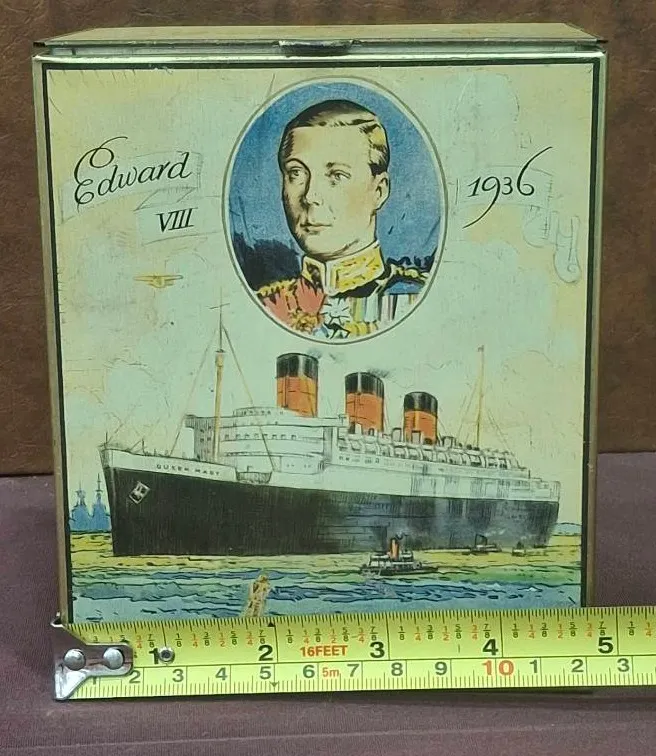 Edward
VIII
1936
QUEEN MARY
1 2 16FEET 3 4 5
2 3 4 5 5m 6 7 8 9 10 1 2 3